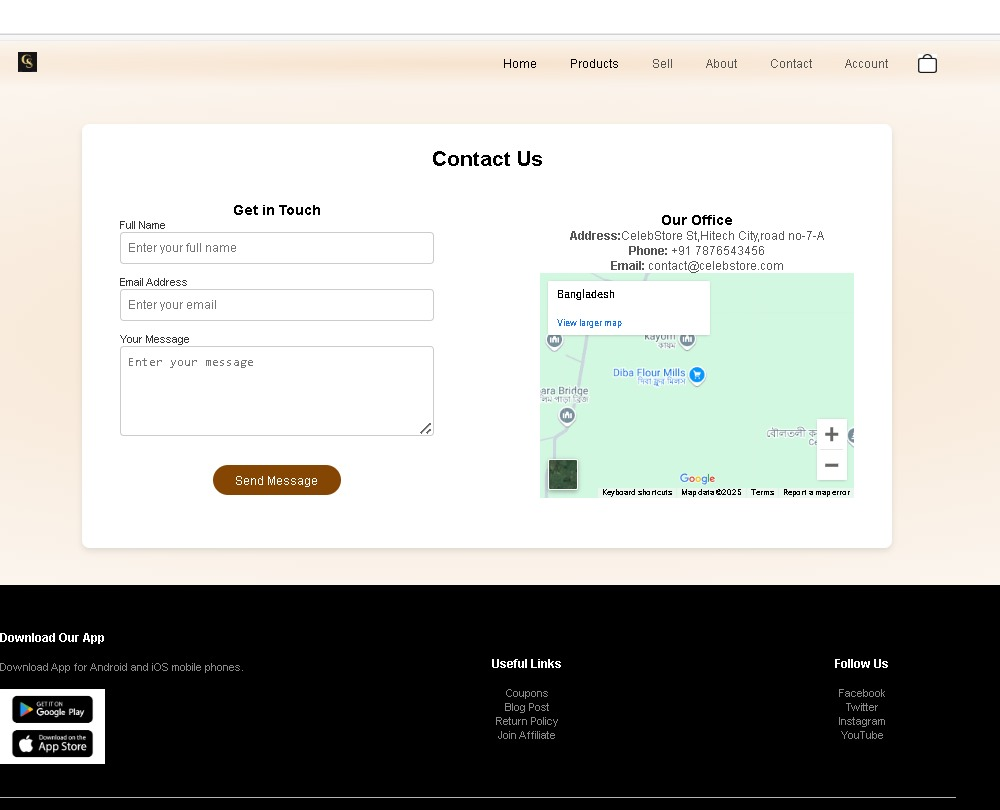 CS
Home Products Sell About Contact Account
Contact Us
Get in Touch
Full Name
Enter your full name
Email Address
Enter your email
Your Message
Enter your message
Send Message
Our Office
Address:CelebStore St,Hitech City,road no-7-A
Phone: +91 7876543456
Email: contact@celebstore.com
Bangladesh
View larger map
Kayom
Diba Flour Mills
দিবা ফ্লাওয়ার মিলস
ara Bridge
Google
Keyboard shortcuts Map data ©2025 Terms Report a map error
Download Our App
Download App for Android and iOS mobile phones.
GET IT ON
Google Play
Download on the
App Store
Useful Links
Coupons
Blog Post
Return Policy
Join Affiliate
Follow Us
Facebook
Twitter
Instagram
YouTube